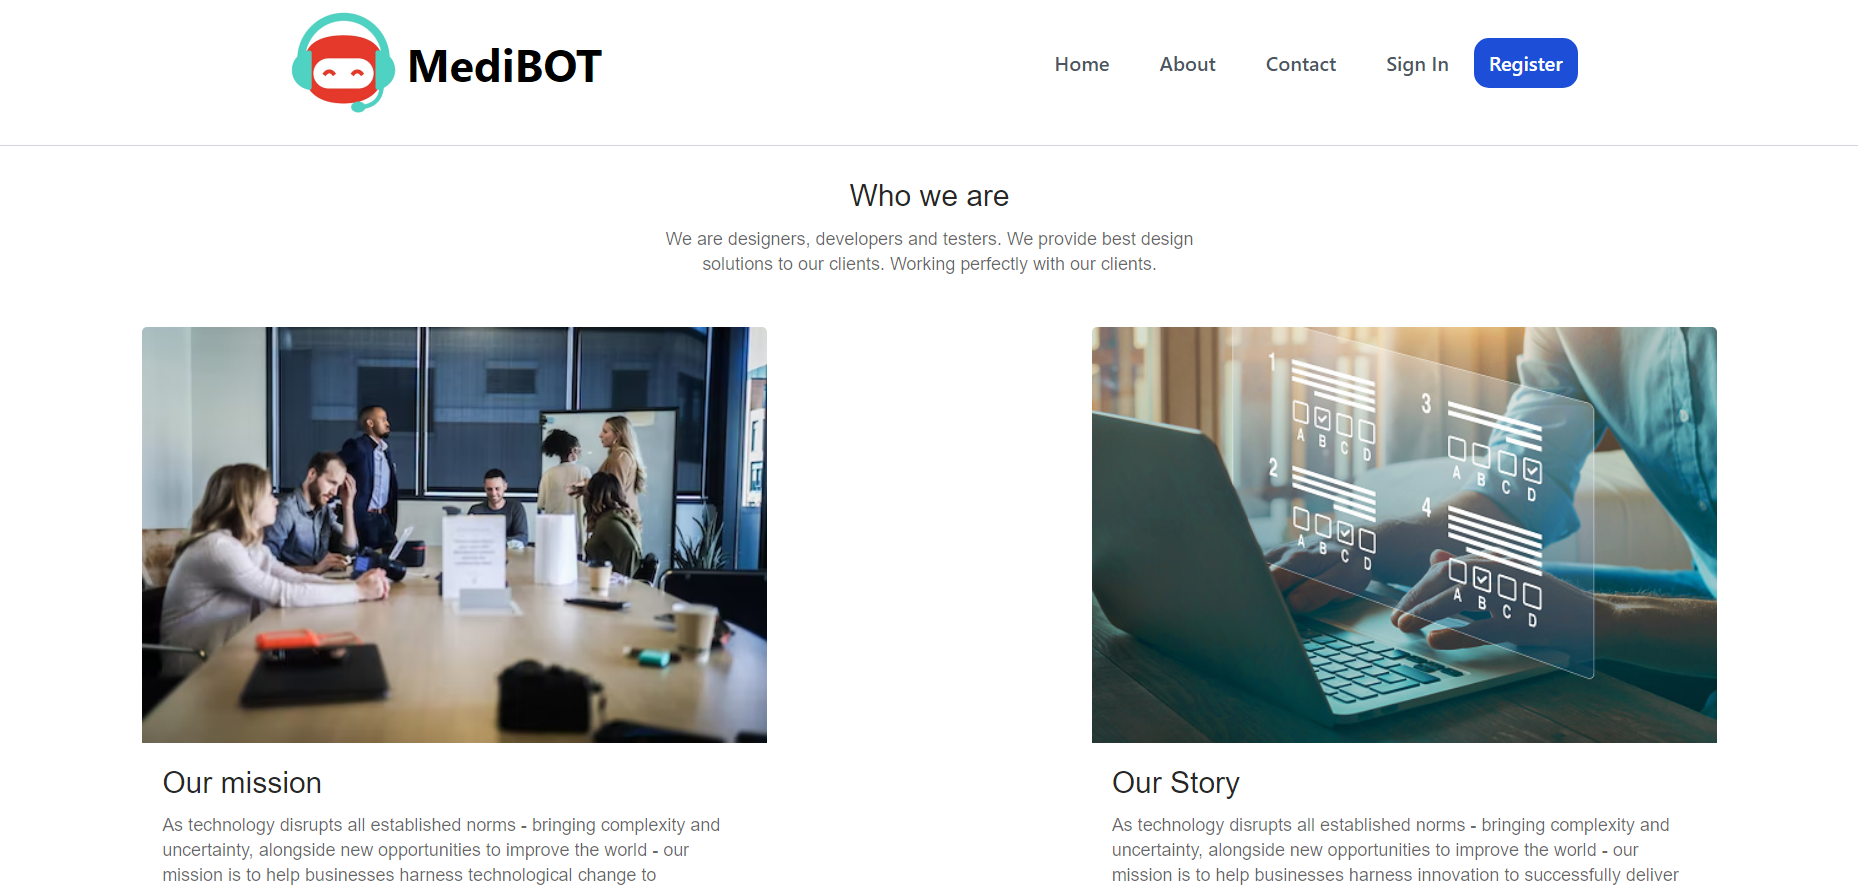 MediBOT
Home About Contact Sign In Register
Who we are
We are designers, developers and testers. We provide best design
solutions to our clients. Working perfectly with our clients.
1
A B C D
2
A B C D
3
A B C D
4
A B C D
Our mission
As technology disrupts all established norms - bringing complexity and
uncertainty, alongside new opportunities to improve the world - our
mission is to help businesses harness technological change to
Our Story
As technology disrupts all established norms - bringing complexity and
uncertainty, alongside new opportunities to improve the world - our
mission is to help businesses harness innovation to successfully deliver